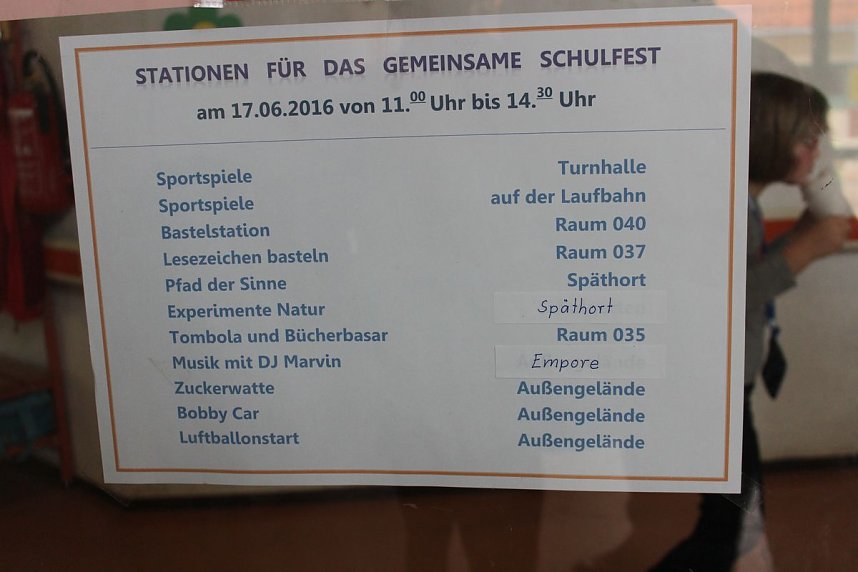 STATIONEN FÜR DAS GEMEINSAME SCHULFEST
am 17.06.2016 von 11.00 Uhr bis 14.30 Uhr
Sportspiele Turnhalle
Sportspiele auf der Laufbahn
Bastelstation Raum 040
Lesezeichen basteln Raum 037
Pfad der Sinne Späthort
Experimente Natur Späthort
Tombola und Bücherbasar Raum 035
Musik mit DJ Marvin Empore
Zuckerwatte Außengelände
Bobby Car Außengelände
Luftballonstart Außengelände